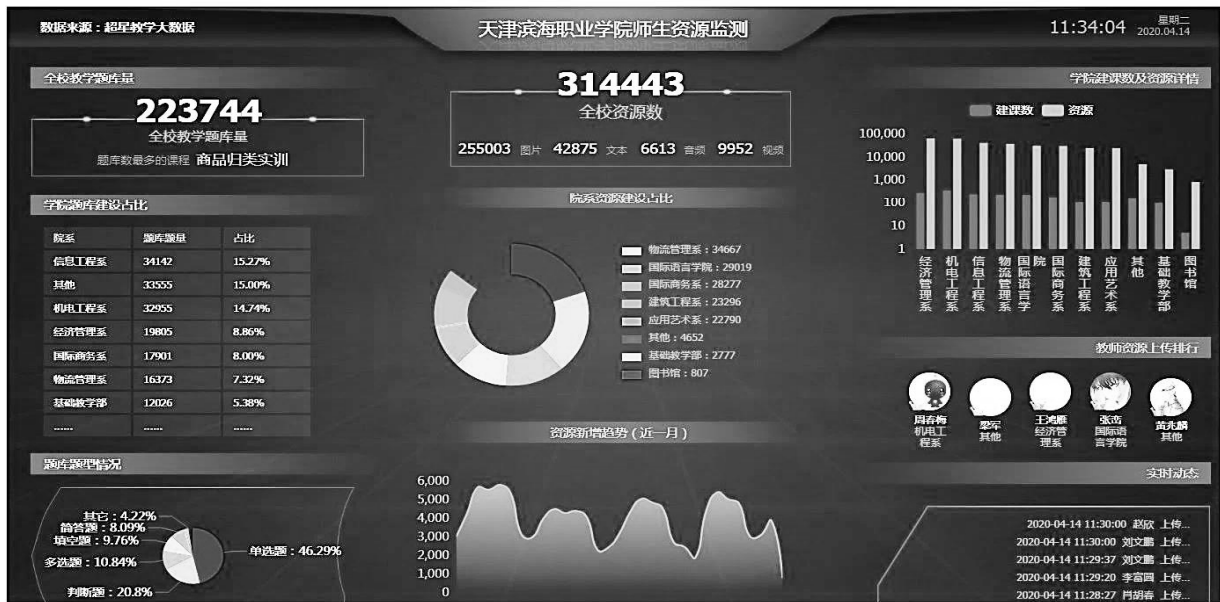 数据来源：超星教学大数据
天津滨海职业学院师生资源监测
11:34:04 星期二
2020.04.14
全校教学题库量
223744
全校教学题库量
题库数最多的课程 商品归类实训
学院题库建设占比
院系 题库题量 占比
信息工程系 34142 15.27%
其他 33555 15.00%
机电工程系 32955 14.74%
经济管理系 19805 8.86%
国际商务系 17901 8.00%
物流管理系 16373 7.32%
基础教学部 12026 5.38%
...... ...... ......
题库题型情况
其它：4.22%
简答题：8.09%
填空题：9.76%
多选题：10.84%
判断题：20.8%
单选题：46.29%
314443
全校资源数
255003 图片 42875 文本 6613 音频 9952 视频
院系资源建设占比
物流管理系：34667
国际语言学院：29019
国际商务系：28277
建筑工程系：23296
应用艺术系：22790
其他：4652
基础教学部：2777
图书馆：807
资源新增趋势（近一月）
6,000
5,000
4,000
3,000
2,000
1,000
0
学院建课数及资源详情
建课数 资源
100,000
10,000
1,000
100
10
1
经济管理系
机电工程系
信息工程系
物流管理系
国际语言学院
国际商务系
建筑工程系
应用艺术系
其他
基础教学部
图书馆
教师资源上传排行
周春梅
机电工程系
梁军
其他
王鸿雁
经济管理系
张峦
国际语言学院
黄兆麟
其他
实时动态
2020-04-14 11:30:00 赵欣 上传...
2020-04-14 11:30:00 刘文鹏 上传...
2020-04-14 11:29:37 刘文鹏 上传...
2020-04-14 11:29:20 李富圆 上传...
2020-04-14 11:28:27 肖胡春 上传...